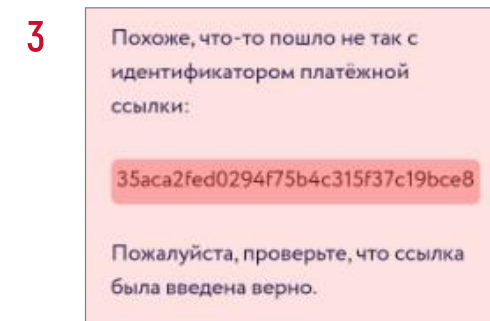 3
Похоже, что-то пошло не так с
идентификатором платёжной
ссылки:
35aca2fed0294f75b4c315f37c19bce8
Пожалуйста, проверьте, что ссылка
была введена верно.